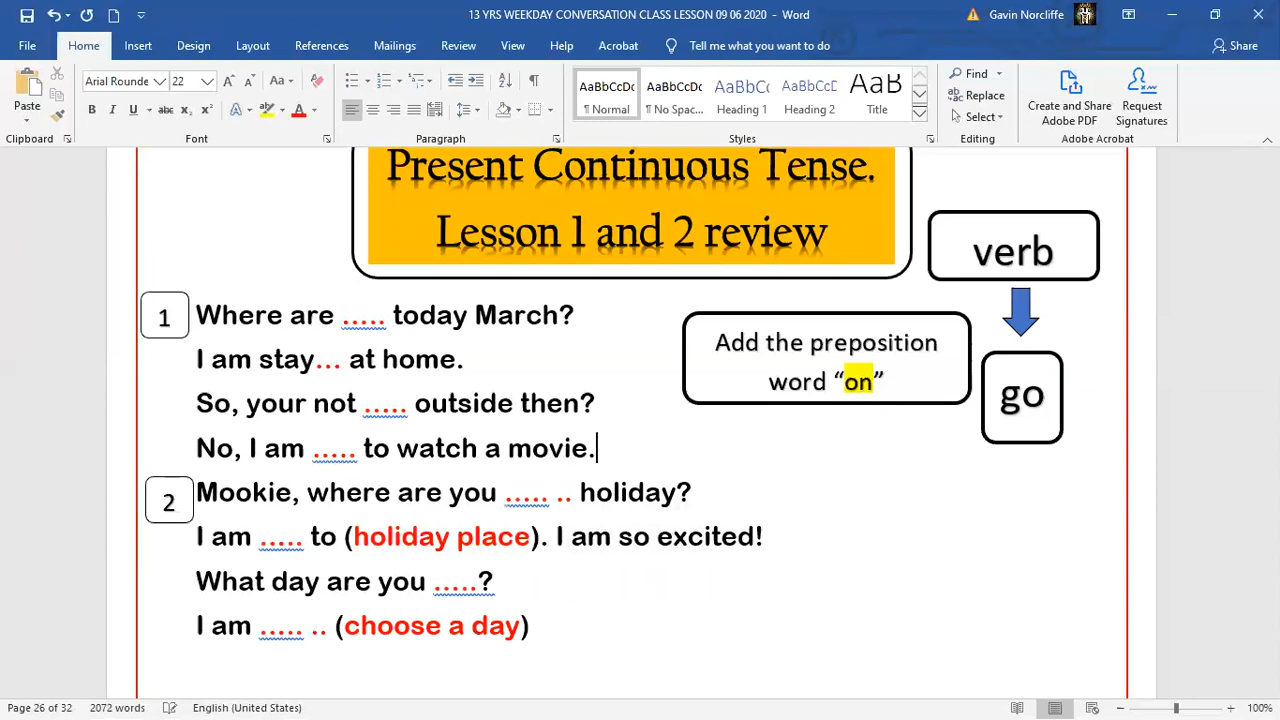 13 YRS WEEKDAY CONVERSATION CLASS LESSON 09 06 2020 - Word
Gavin Norcliffe
File Home Insert Design Layout References Mailings Review View Help Acrobat Tell me what you want to do Share
Paste
Arial Rounde 22
Aa
B I U abc x₂ x² A A
AaBbCcDc AaBbCcDc AaBbCcDc AaBbCcDc AaB
¶ Normal ¶ No Spac... Heading 1 Heading 2 Title
Find
Replace
Select
Create and Share Adobe PDF
Request Signatures
Clipboard Font Paragraph Styles Editing Adobe Acrobat
Present Continuous Tense.
Lesson 1 and 2 review
verb
go
Add the preposition
word “on”
1
Where are ..... today March?
I am stay... at home.
So, your not ..... outside then?
No, I am ..... to watch a movie.
2
Mookie, where are you ..... .. holiday?
I am ..... to (holiday place). I am so excited!
What day are you .....?
I am ..... .. (choose a day)
Page 26 of 32 2072 words English (United States) 100%